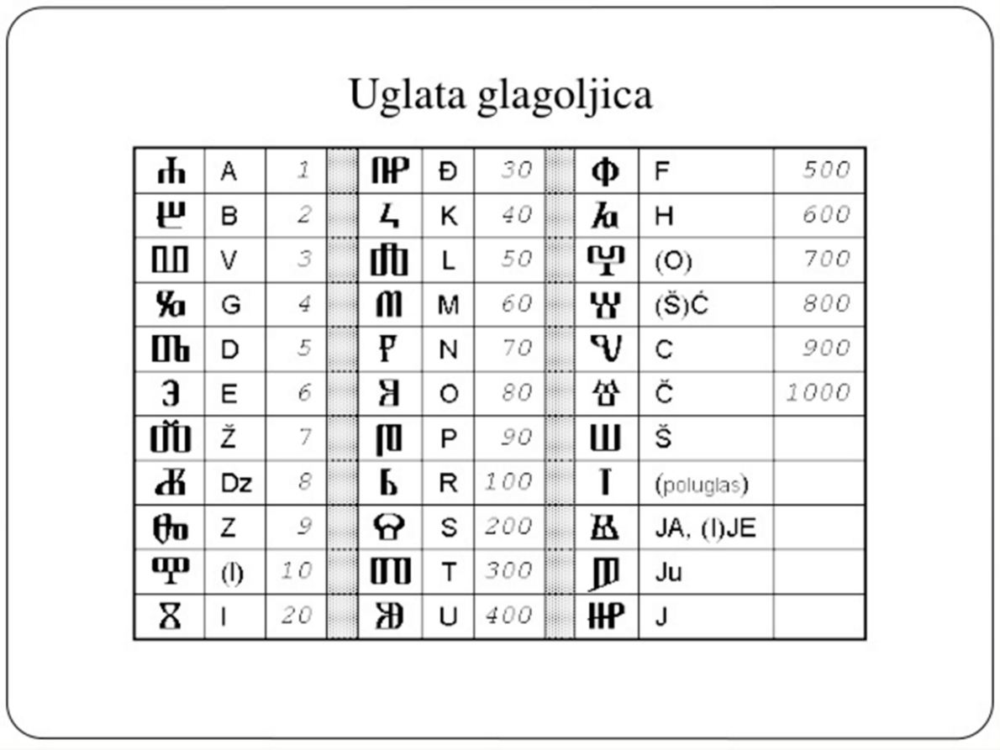 Uglata glagoljica
Ⰰ A 1 Ⰼ Đ 30 Ⱇ F 500
Ⰱ B 2 Ⰽ K 40 Ⱈ H 600
Ⰲ V 3 Ⰾ L 50 Ⱉ (O) 700
Ⰳ G 4 Ⰿ M 60 Ⱋ (Š)Ć 800
Ⰴ D 5 Ⱀ N 70 Ⱌ C 900
Ⰵ E 6 Ⱁ O 80 Ⱍ Č 1000
Ⰶ Ž 7 Ⱂ P 90 Ⱎ Š
Ⰷ Dz 8 Ⱃ R 100 Ⱜ (poluglas)
Ⰸ Z 9 Ⱄ S 200 Ⱑ JA, (I)JE
Ⰹ (I) 10 Ⱅ T 300 Ⱓ Ju
Ⰻ I 20 Ⱆ U 400 Ⰼ J